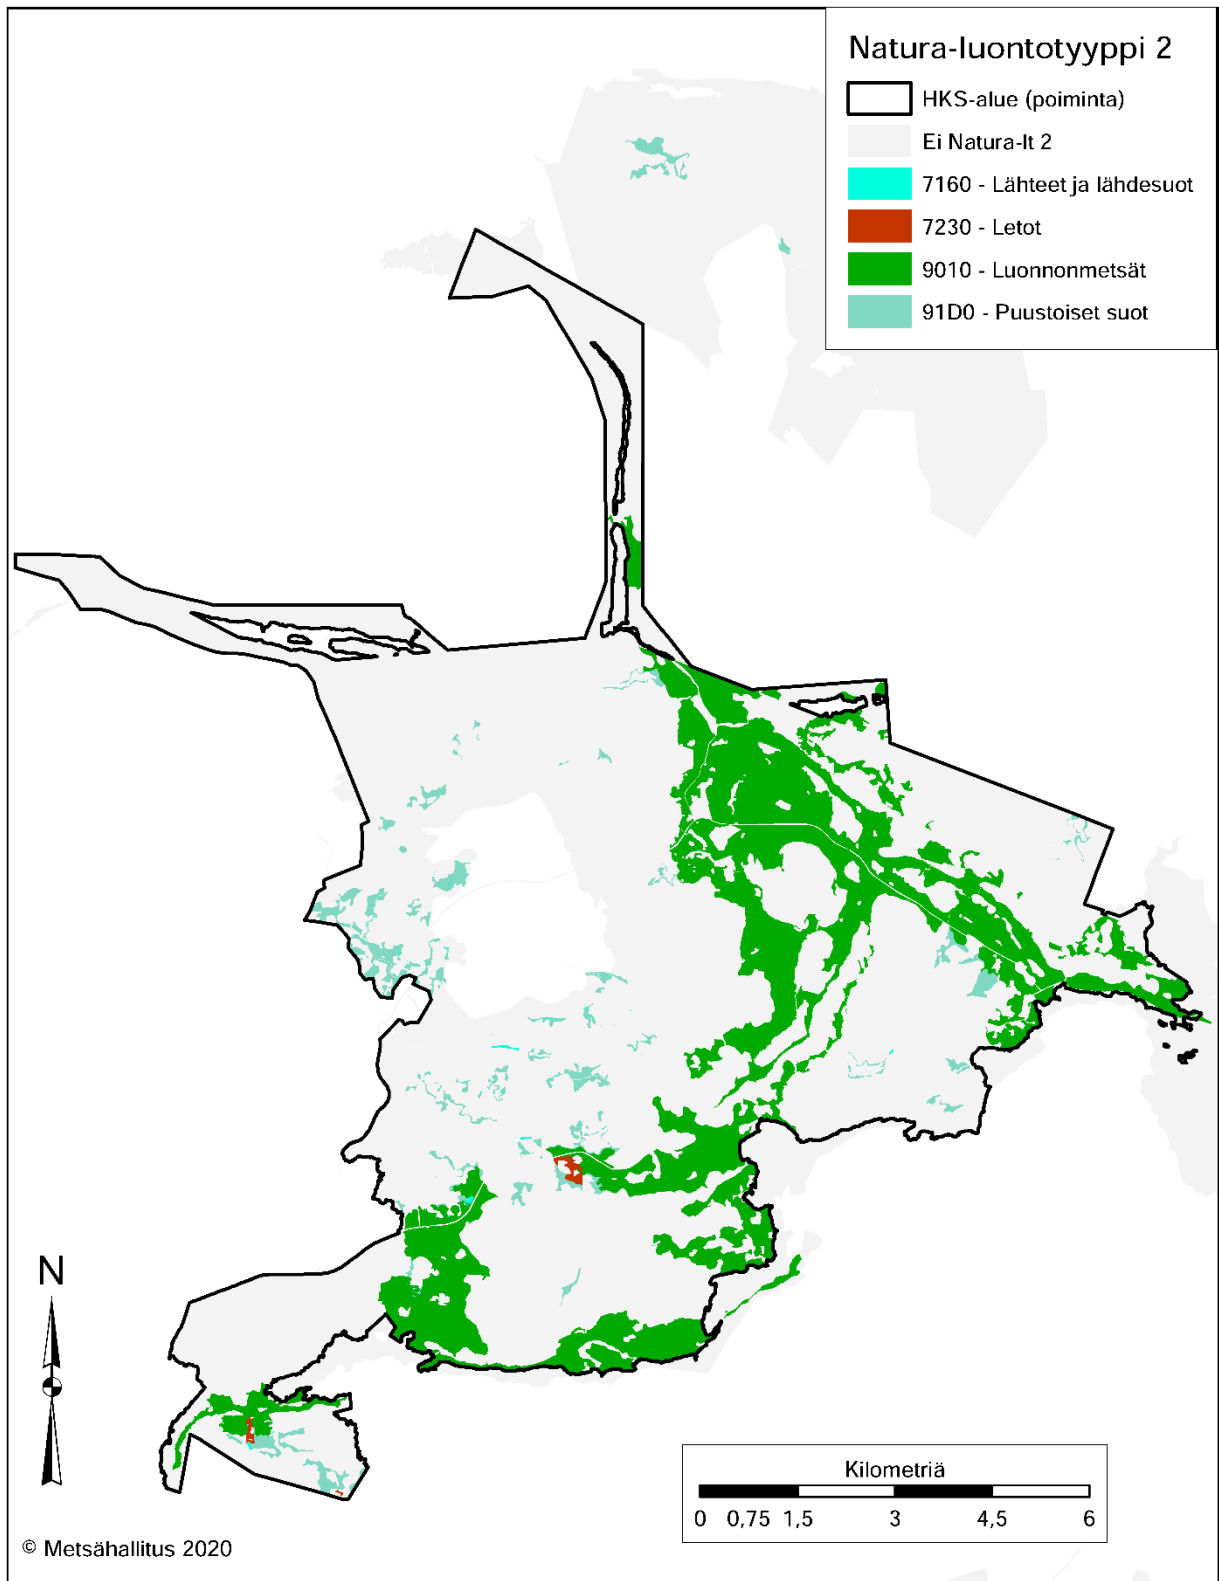 Natura-luontotyyppi 2
HKS-alue (poiminta)
Ei Natura-lt 2
7160 - Lähteet ja lähdesuot
7230 - Letot
9010 - Luonnonmetsät
91D0 - Puustoiset suot
N
Kilometriä
0 0,75 1,5 3 4,5 6
© Metsähallitus 2020